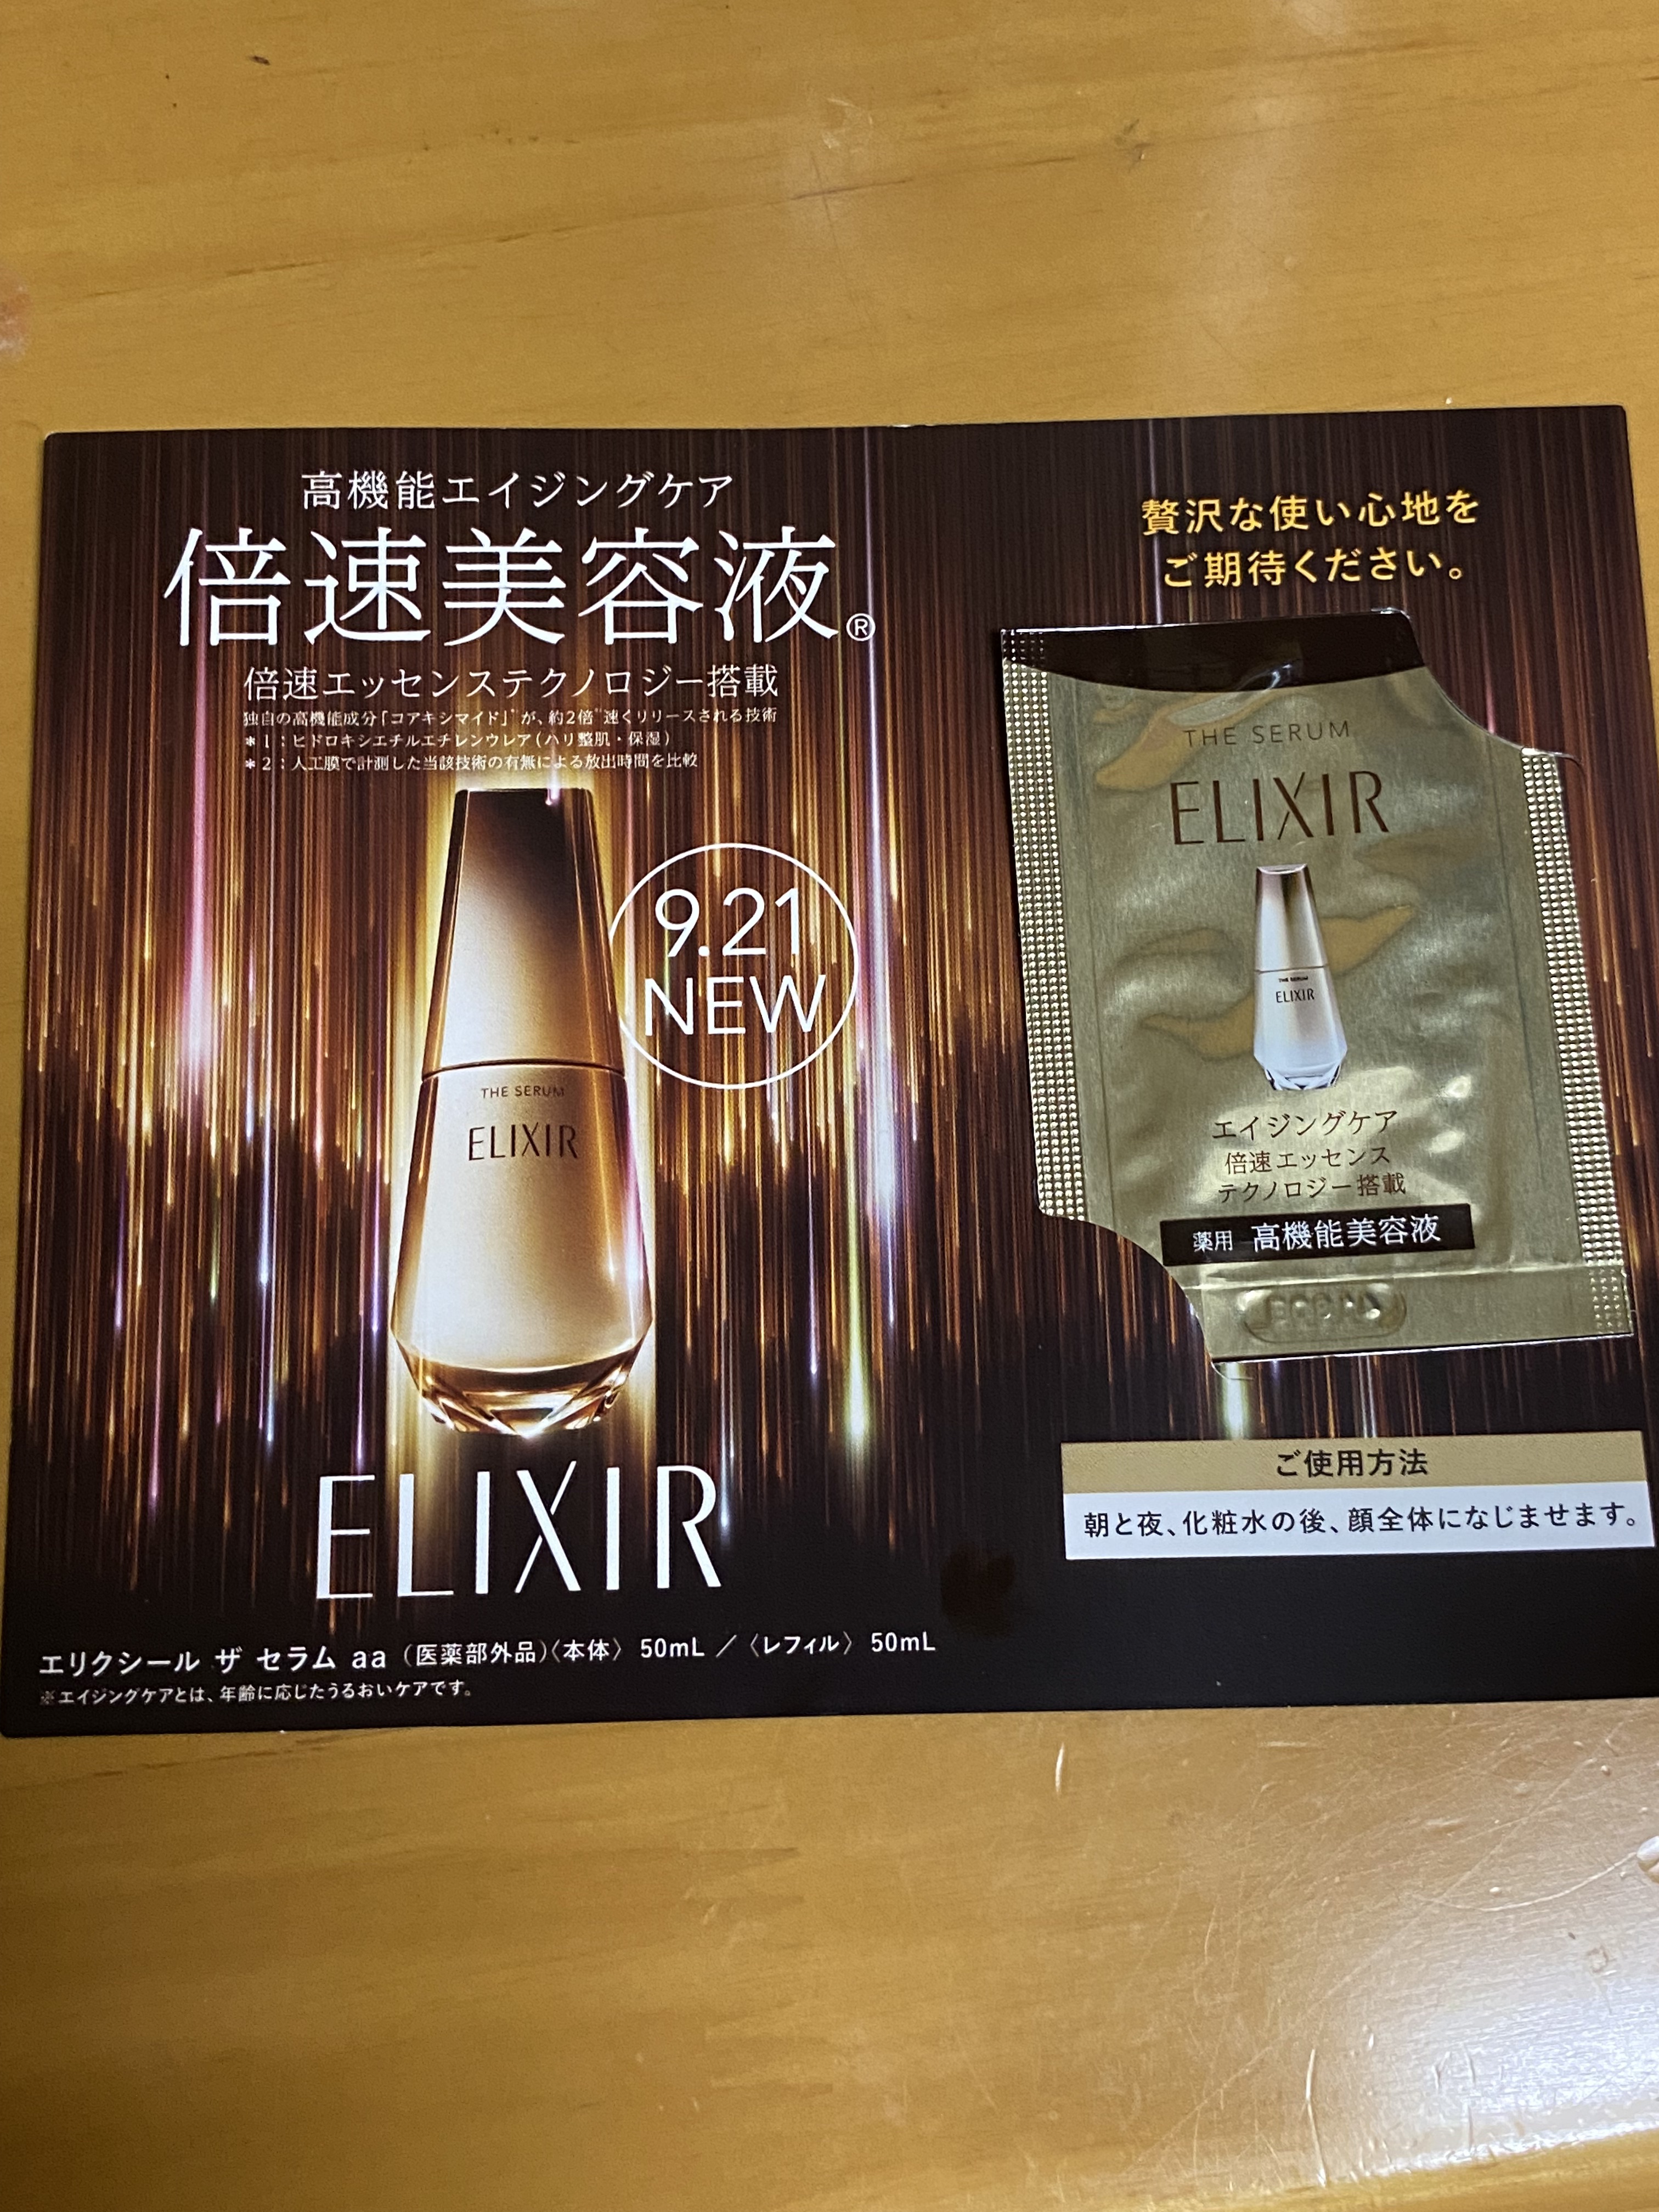 高機能エイジングケア
倍速美容液®
倍速エッセンステクノロジー搭載
独自の高機能成分「コアキシマイド」*1が、約2倍*2速くリリースされる技術
*1：ヒドロキシエチルエチレンウレア（ハリ整肌・保湿）
*2：人工膜で計測した当該技術の有無による放出時間を比較
9.21
NEW
THE SERUM
ELIXIR
ELIXIR
エリクシール ザ セラム aa（医薬部外品）〈本体〉 50mL ／〈レフィル〉 50mL
※エイジングケアとは、年齢に応じたうるおいケアです。
贅沢な使い心地を
ご期待ください。
THE SERUM
ELIXIR
THE SERUM
ELIXIR
エイジングケア
倍速エッセンス
テクノロジー搭載
薬用 高機能美容液
ご使用方法
朝と夜、化粧水の後、顔全体になじませます。